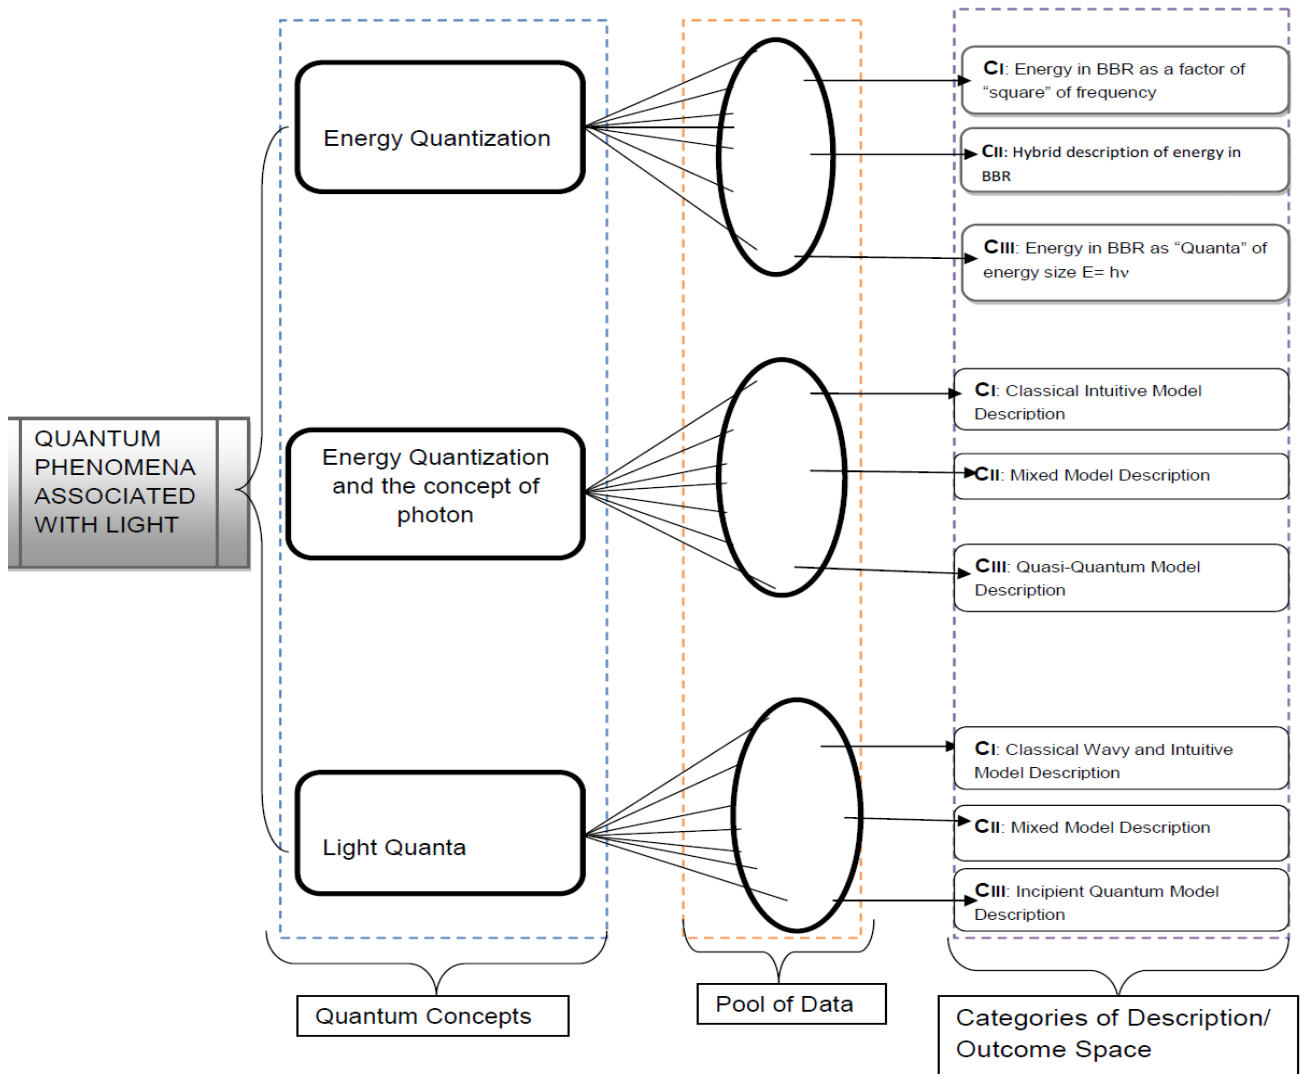 QUANTUM
PHENOMENA
ASSOCIATED
WITH LIGHT
Energy Quantization
Energy Quantization
and the concept of
photon
Light Quanta
CI: Energy in BBR as a factor of
“square” of frequency
CII: Hybrid description of energy in
BBR
CIII: Energy in BBR as “Quanta” of
energy size E= hν
CI: Classical Intuitive Model
Description
CII: Mixed Model Description
CIII: Quasi-Quantum Model
Description
CI: Classical Wavy and Intuitive
Model Description
CII: Mixed Model Description
CIII: Incipient Quantum Model
Description
Quantum Concepts
Pool of Data
Categories of Description/
Outcome Space